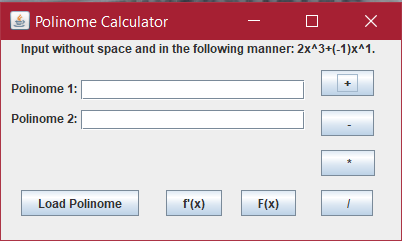 Polinome Calculator
Input without space and in the following manner: 2x^3+(-1)x^1.
Polinome 1:
+
Polinome 2:
-
*
Load Polinome
f'(x)
F(x)
/